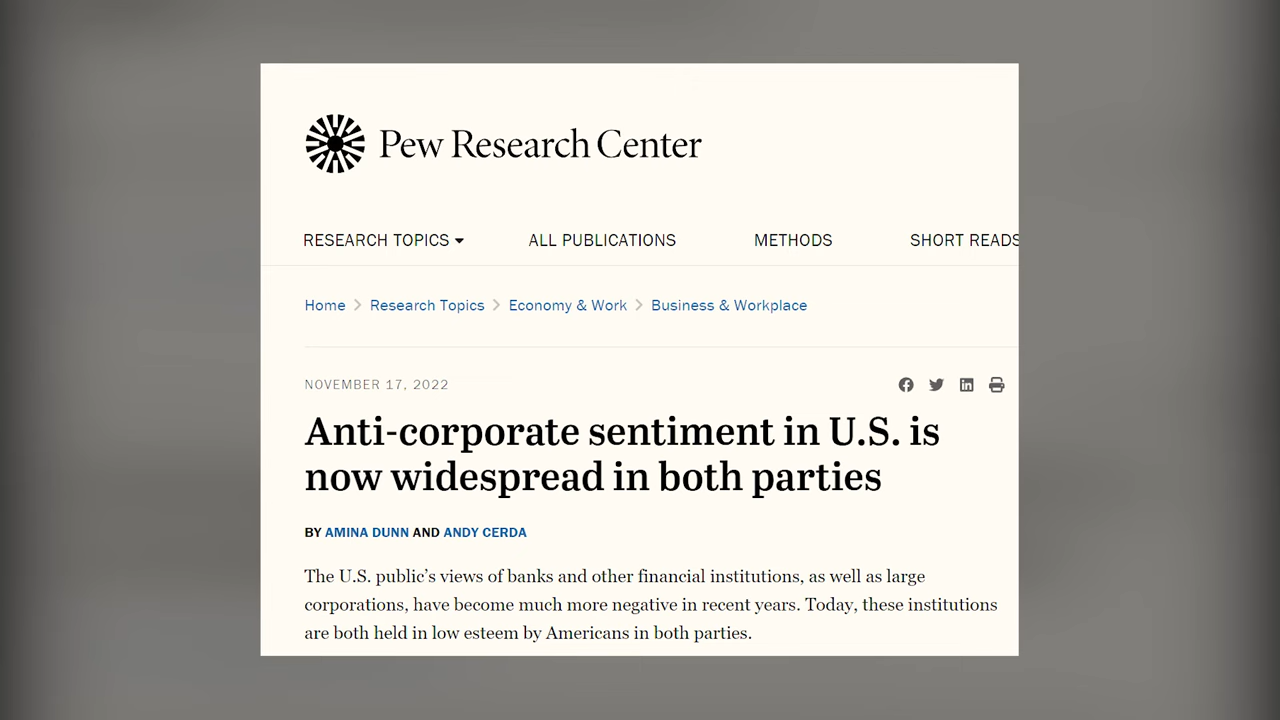 Pew Research Center
RESEARCH TOPICS ALL PUBLICATIONS METHODS SHORT READS
Home > Research Topics > Economy & Work > Business & Workplace
NOVEMBER 17, 2022
Anti-corporate sentiment in U.S. is
now widespread in both parties
BY AMINA DUNN AND ANDY CERDA
The U.S. public’s views of banks and other financial institutions, as well as large
corporations, have become much more negative in recent years. Today, these institutions
are both held in low esteem by Americans in both parties.